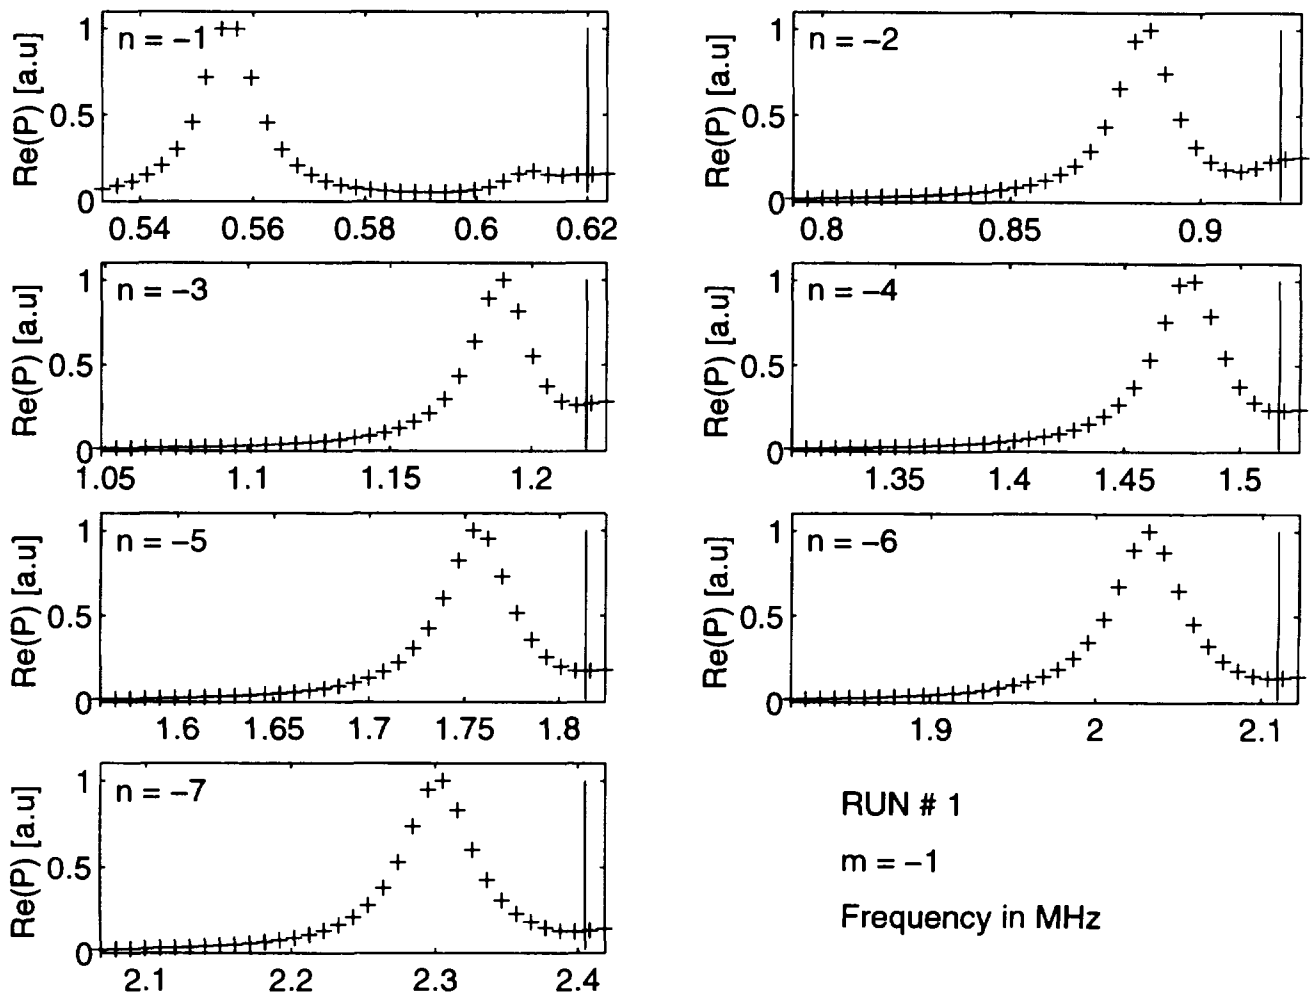 Re(P) [a.u]
1
0.5
0
n = −1
0.54 0.56 0.58 0.6 0.62
Re(P) [a.u]
1
0.5
0
n = −2
0.8 0.85 0.9
Re(P) [a.u]
1
0.5
0
n = −3
1.05 1.1 1.15 1.2
Re(P) [a.u]
1
0.5
0
n = −4
1.35 1.4 1.45 1.5
Re(P) [a.u]
1
0.5
0
n = −5
1.6 1.65 1.7 1.75 1.8
Re(P) [a.u]
1
0.5
0
n = −6
1.9 2 2.1
Re(P) [a.u]
1
0.5
0
n = −7
2.1 2.2 2.3 2.4
RUN # 1
m = −1
Frequency in MHz